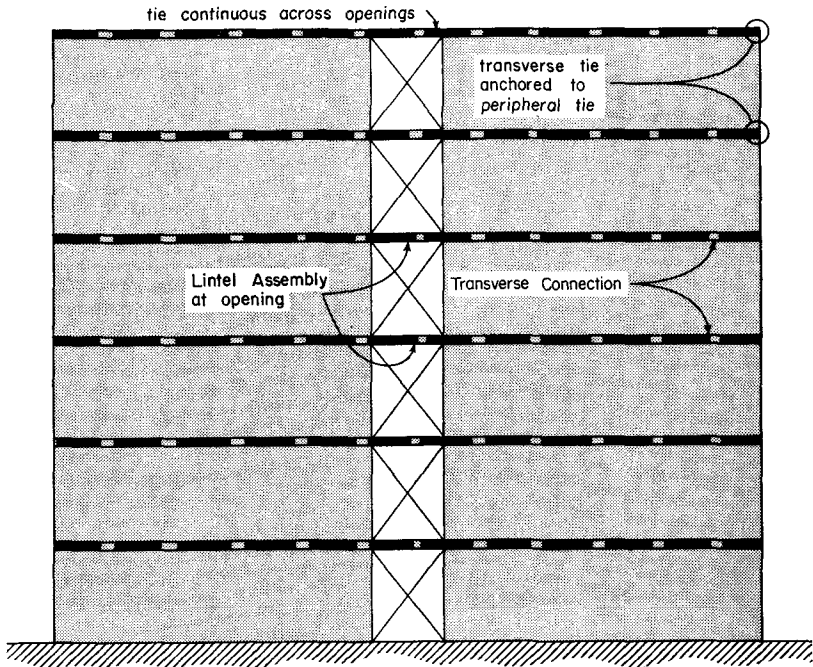 tie continuous across openings
transverse tie
anchored to
peripheral tie
Lintel Assembly
at opening
Transverse Connection